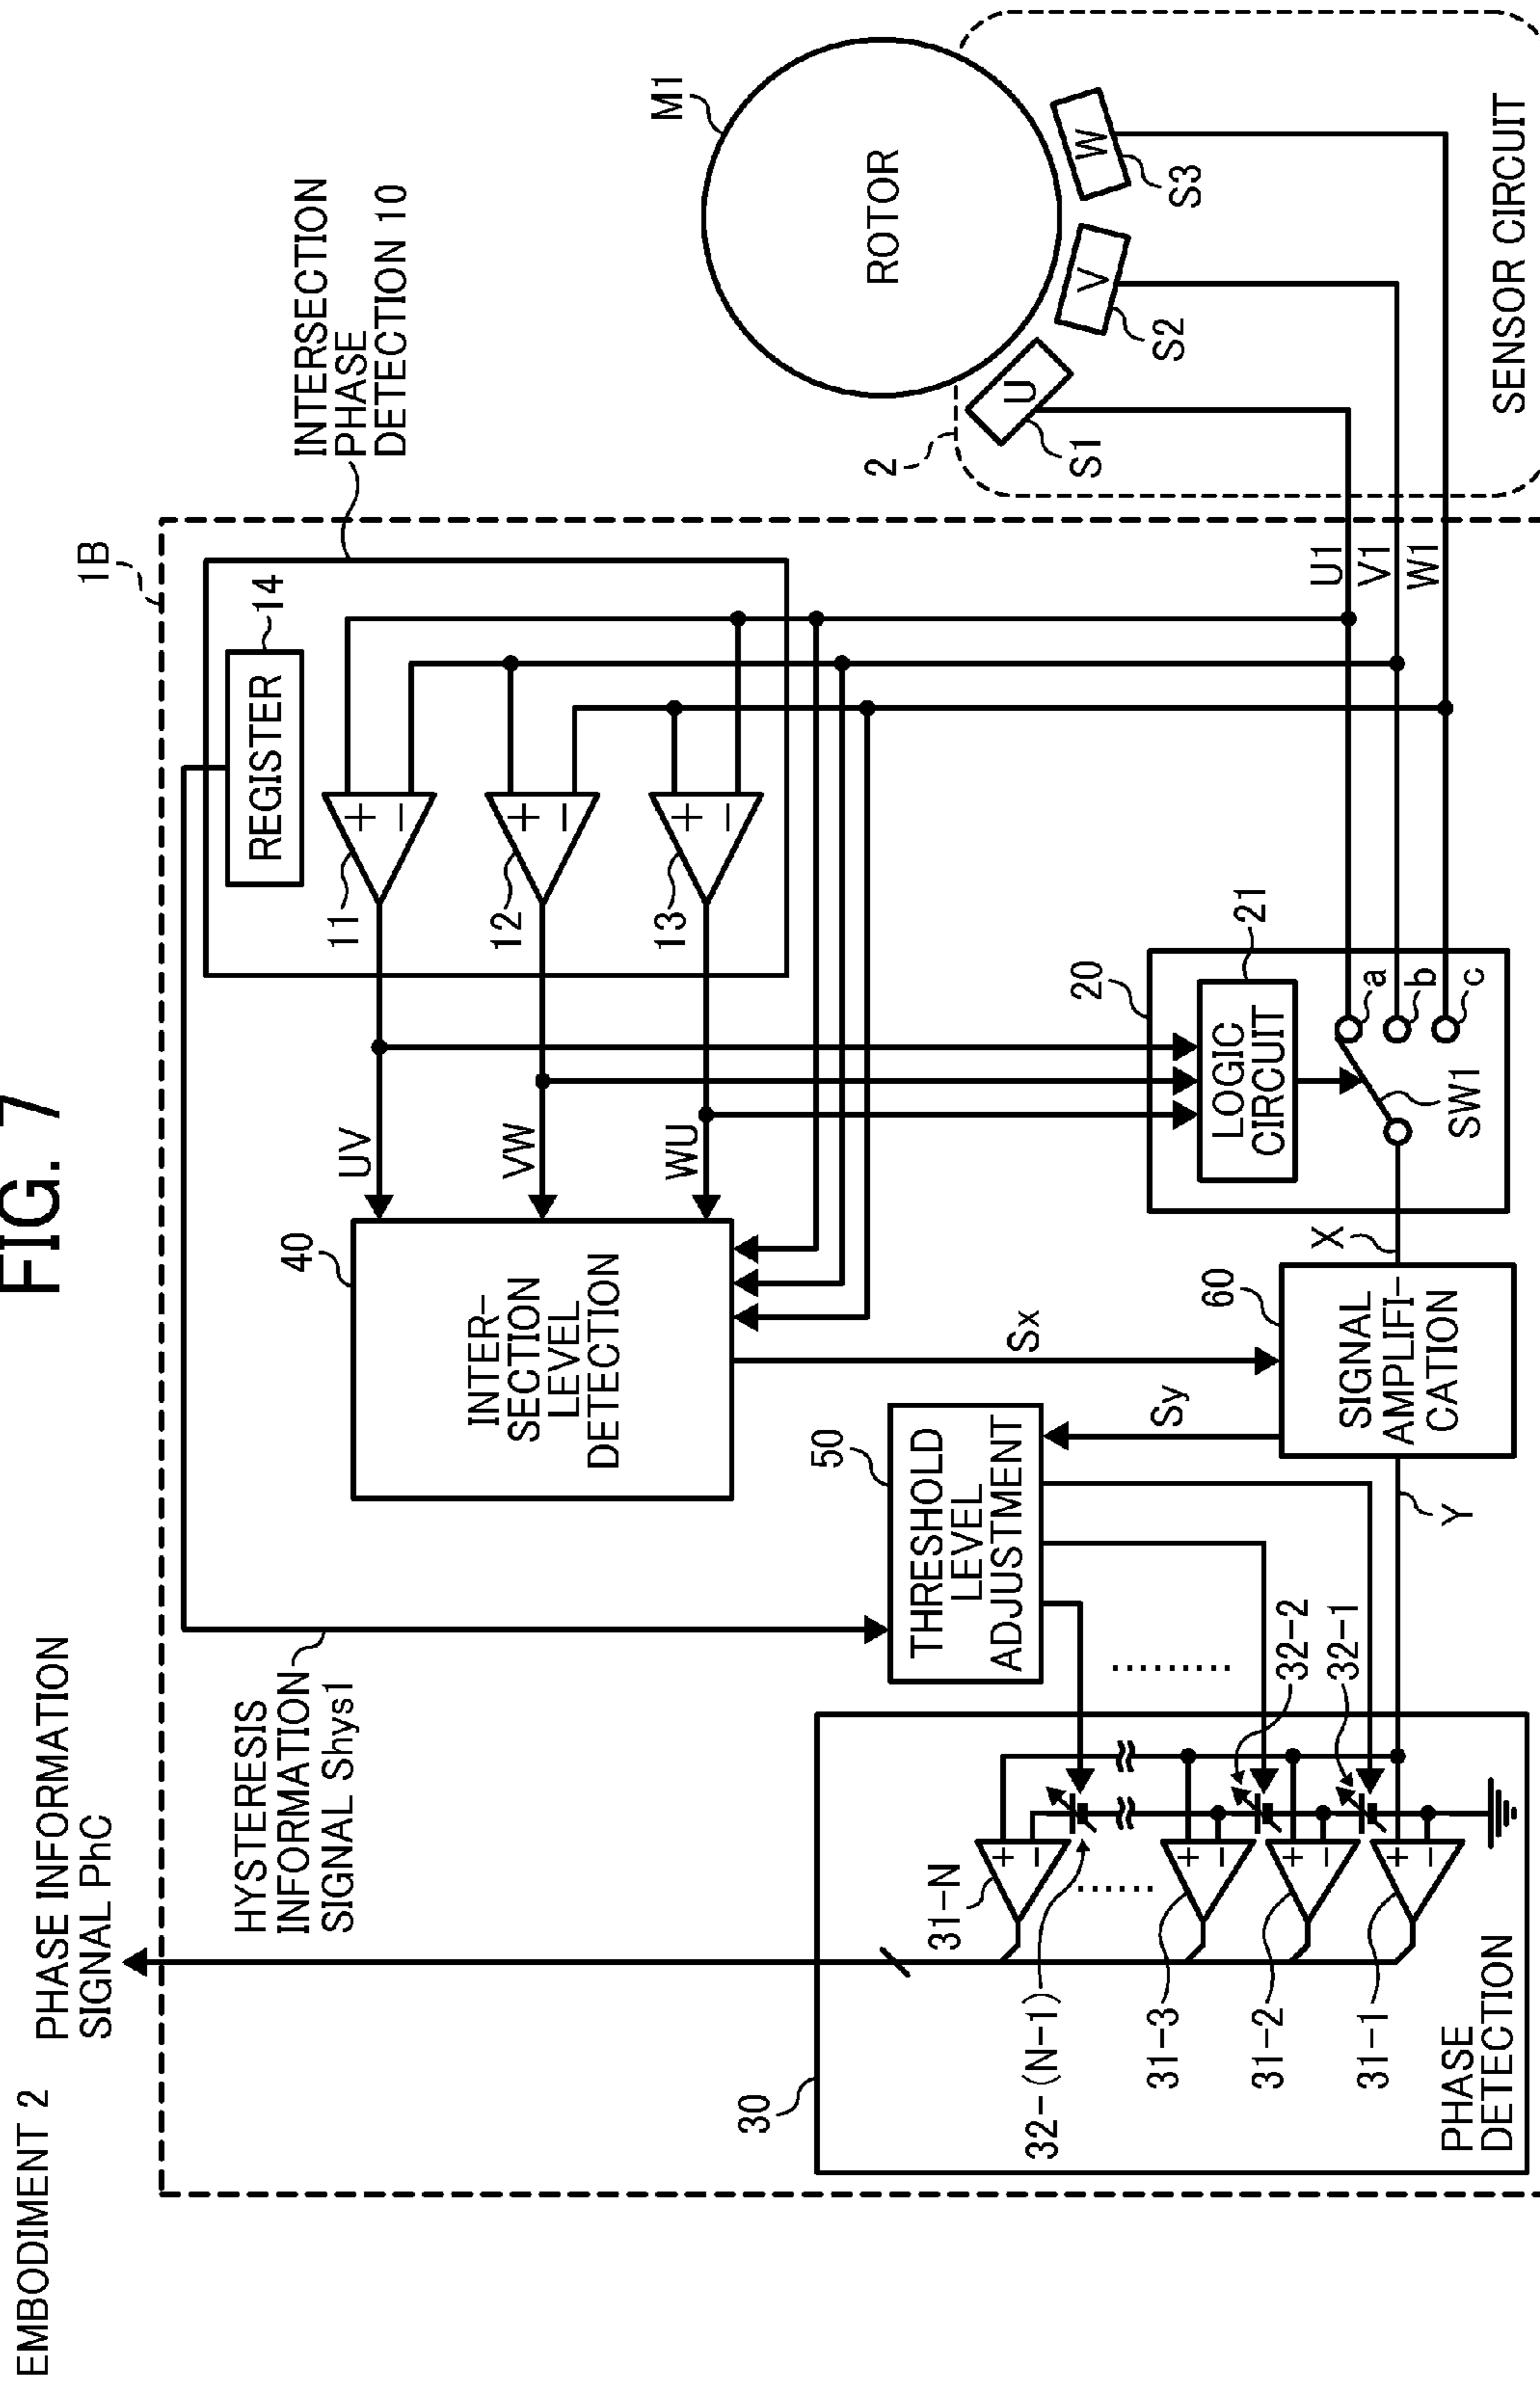 FIG. 7
EMBODIMENT 2
PHASE INFORMATION
SIGNAL PhC
1B
HYSTERESIS
INFORMATION
SIGNAL Shys1
INTERSECTION
PHASE
DETECTION 10
REGISTER
14
+
−
11
+
−
12
+
−
13
UV
VW
WU
40
INTER-
SECTION
LEVEL
DETECTION
M1
ROTOR
2
U
S1
V
S2
W
S3
SENSOR CIRCUIT
U1
V1
W1
20
LOGIC
CIRCUIT
21
a
b
c
SW1
X
Sx
60
SIGNAL
AMPLIFI-
CATION
Sy
Y
50
THRESHOLD
LEVEL
ADJUSTMENT
30
31-N
+
−
32-(N-1)
31-3
+
−
32-2
31-2
+
−
32-1
31-1
+
−
PHASE
DETECTION